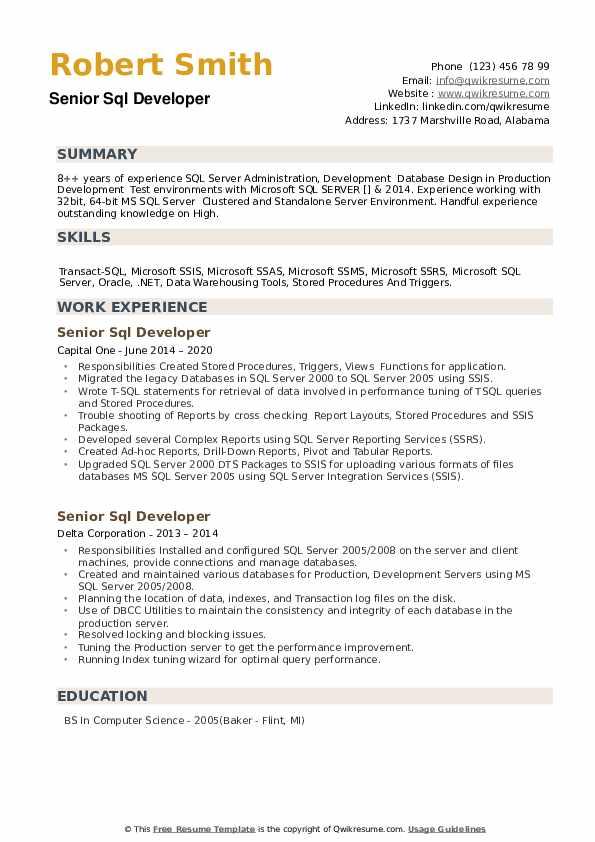 Robert Smith
Senior Sql Developer
Phone (123) 456 78 99
Email: info@qwikresume.com
Website : www.qwikresume.com
LinkedIn: linkedin.com/qwikresume
Address: 1737 Marshville Road, Alabama
SUMMARY
8++ years of experience SQL Server Administration, Development Database Design in Production
Development Test environments with Microsoft SQL SERVER [] & 2014. Experience working with
32bit, 64-bit MS SQL Server Clustered and Standalone Server Environment. Handful experience
outstanding knowledge on High.
SKILLS
Transact-SQL, Microsoft SSIS, Microsoft SSAS, Microsoft SSMS, Microsoft SSRS, Microsoft SQL
Server, Oracle, .NET, Data Warehousing Tools, Stored Procedures And Triggers.
WORK EXPERIENCE
Senior Sql Developer
Capital One - June 2014 – 2020
• Responsibilities Created Stored Procedures, Triggers, Views Functions for application.
• Migrated the legacy Databases in SQL Server 2000 to SQL Server 2005 using SSIS.
• Wrote T-SQL statements for retrieval of data involved in performance tuning of TSQL queries
and Stored Procedures.
• Trouble shooting of Reports by cross checking Report Layouts, Stored Procedures and SSIS
Packages.
• Developed several Complex Reports using SQL Server Reporting Services (SSRS).
• Created Ad-hoc Reports, Drill-Down Reports, Pivot and Tabular Reports.
• Upgraded SQL Server 2000 DTS Packages to SSIS for uploading various formats of files
databases MS SQL Server 2005 using SQL Server Integration Services (SSIS).
Senior Sql Developer
Delta Corporation - 2013 – 2014
• Responsibilities Installed and configured SQL Server 2005/2008 on the server and client
machines, provide connections and manage databases.
• Created and maintained various databases for Production, Development Servers using MS
SQL Server 2005/2008.
• Planning the location of data, indexes, and Transaction log files on the disk.
• Use of DBCC Utilities to maintain the consistency and integrity of each database in the
production server.
• Resolved locking and blocking issues.
• Tuning the Production server to get the performance improvement.
• Running Index tuning wizard for optimal query performance.
EDUCATION
BS In Computer Science - 2005(Baker - Flint, MI)
© This Free Resume Template is the copyright of Qwikresume.com. Usage Guidelines